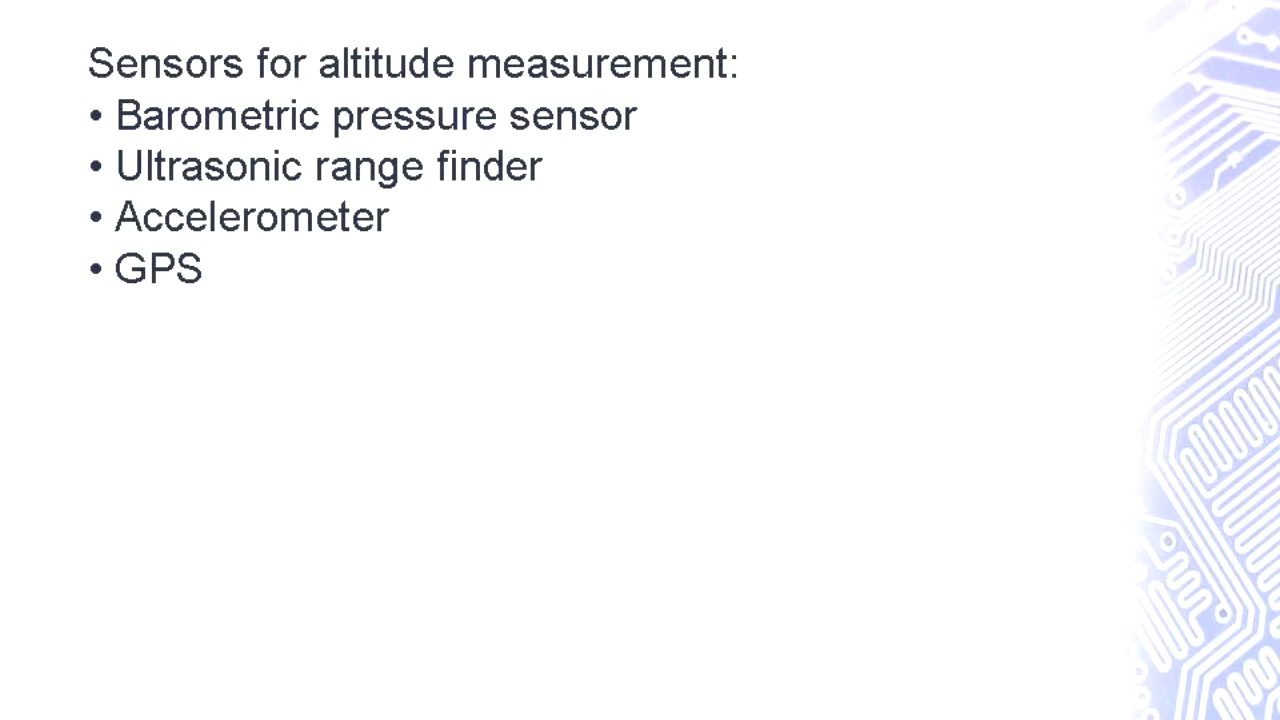 Sensors for altitude measurement:
• Barometric pressure sensor
• Ultrasonic range finder
• Accelerometer
• GPS